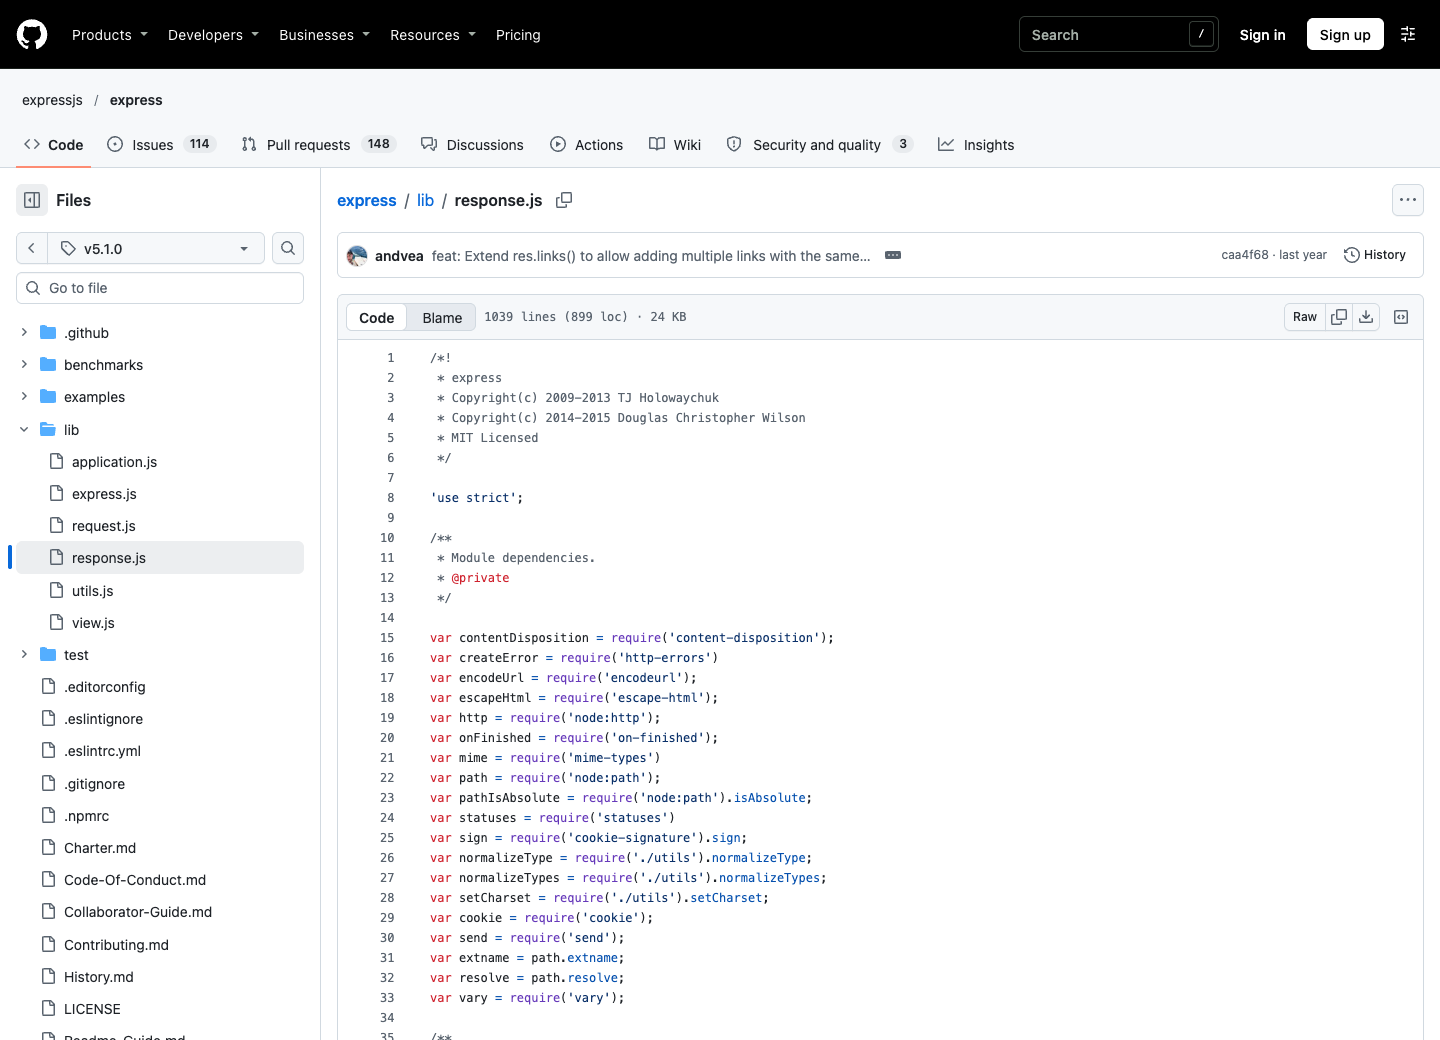 Products Developers Businesses Resources Pricing Search / Sign in Sign up
expressjs / express
Code Issues 114 Pull requests 148 Discussions Actions Wiki Security and quality 3 Insights
Files
v5.1.0
Go to file
.github
benchmarks
examples
lib
application.js
express.js
request.js
response.js
utils.js
view.js
test
.editorconfig
.eslintignore
.eslintrc.yml
.gitignore
.npmrc
Charter.md
Code-Of-Conduct.md
Collaborator-Guide.md
Contributing.md
History.md
LICENSE
Readme-Guide.md
express / lib / response.js
andvea feat: Extend res.links() to allow adding multiple links with the same… caa4f68 · last year History
Code Blame 1039 lines (899 loc) · 24 KB Raw
1 /*!
2  * express
3  * Copyright(c) 2009-2013 TJ Holowaychuk
4  * Copyright(c) 2014-2015 Douglas Christopher Wilson
5  * MIT Licensed
6  */
7
8 'use strict';
9
10 /**
11  * Module dependencies.
12  * @private
13  */
14
15 var contentDisposition = require('content-disposition');
16 var createError = require('http-errors')
17 var encodeUrl = require('encodeurl');
18 var escapeHtml = require('escape-html');
19 var http = require('node:http');
20 var onFinished = require('on-finished');
21 var mime = require('mime-types')
22 var path = require('node:path');
23 var pathIsAbsolute = require('node:path').isAbsolute;
24 var statuses = require('statuses')
25 var sign = require('cookie-signature').sign;
26 var normalizeType = require('./utils').normalizeType;
27 var normalizeTypes = require('./utils').normalizeTypes;
28 var setCharset = require('./utils').setCharset;
29 var cookie = require('cookie');
30 var send = require('send');
31 var extname = path.extname;
32 var resolve = path.resolve;
33 var vary = require('vary');
34
35 /**